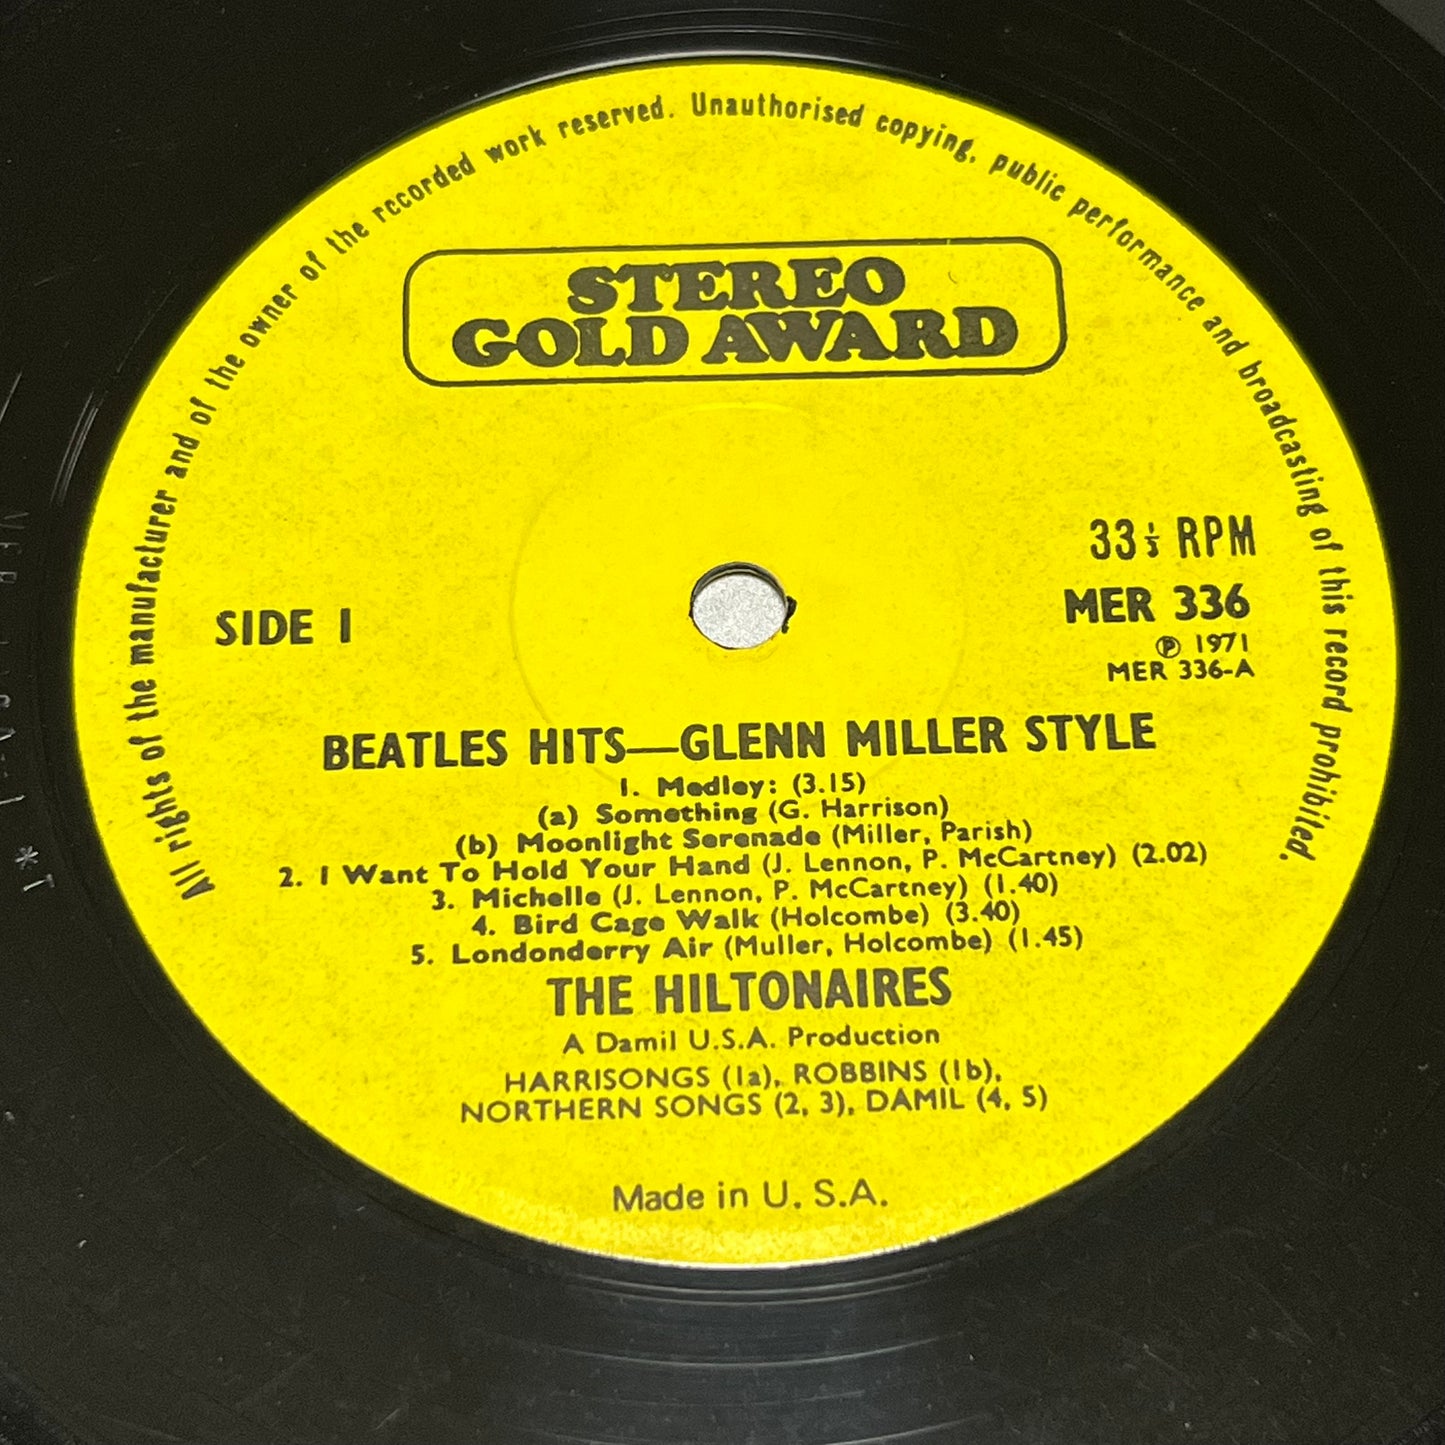 All rights of the manufacturer and of the owner of the recorded work reserved. Unauthorised copying, public performance and broadcasting of this record prohibited.
STEREO
GOLD AWARD
33⅓ RPM
SIDE 1
MER 336
℗ 1971
MER 336-A
BEATLES HITS—GLENN MILLER STYLE
1. Medley: (3.15)
(a) Something (G. Harrison)
(b) Moonlight Serenade (Miller, Parish)
2. I Want To Hold Your Hand (J. Lennon, P. McCartney) (2.02)
3. Michelle (J. Lennon, P. McCartney) (1.40)
4. Bird Cage Walk (Holcombe) (3.40)
5. Londonderry Air (Muller, Holcombe) (1.45)
THE HILTONAIRES
A Damil U.S.A. Production
HARRISONGS (1a), ROBBINS (1b),
NORTHERN SONGS (2, 3), DAMIL (4, 5)
Made in U. S.A.